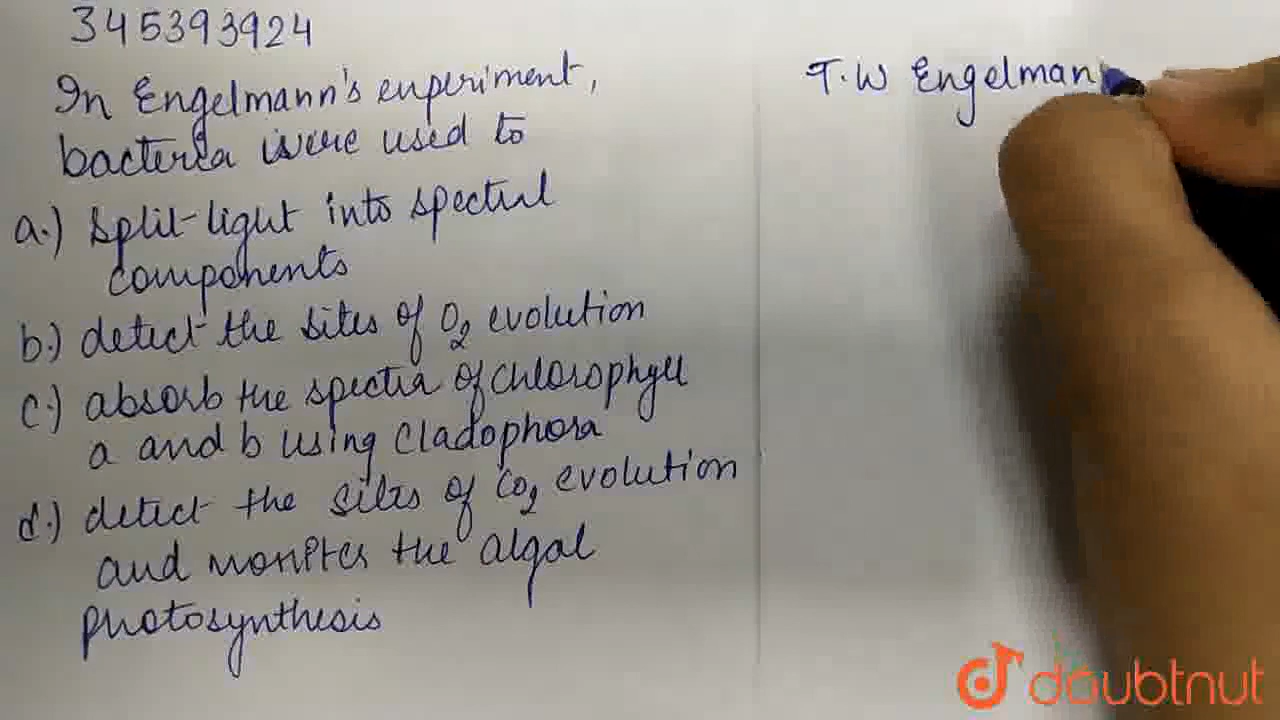 345393924
In Engelmann's enperiment,
bacteria were used to
a.) split-light into spectral
components
b.) detect the sites of O₂ evolution
c.) absorb the spectra of chlorophyll
a and b using cladophora
d.) detect the sites of CO₂ evolution
and monitor the algal
photosynthesis
T.W Engelman
doubtnut